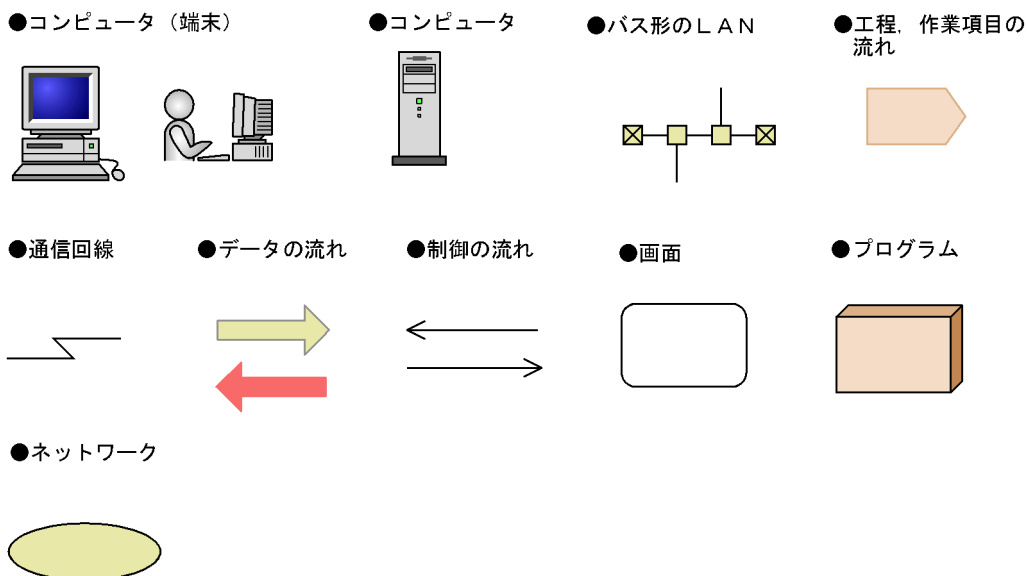 ●コンピュータ（端末）
●コンピュータ
●バス形のＬＡＮ
●工程，作業項目の
流れ
●通信回線
●データの流れ
●制御の流れ
●画面
●プログラム
●ネットワーク